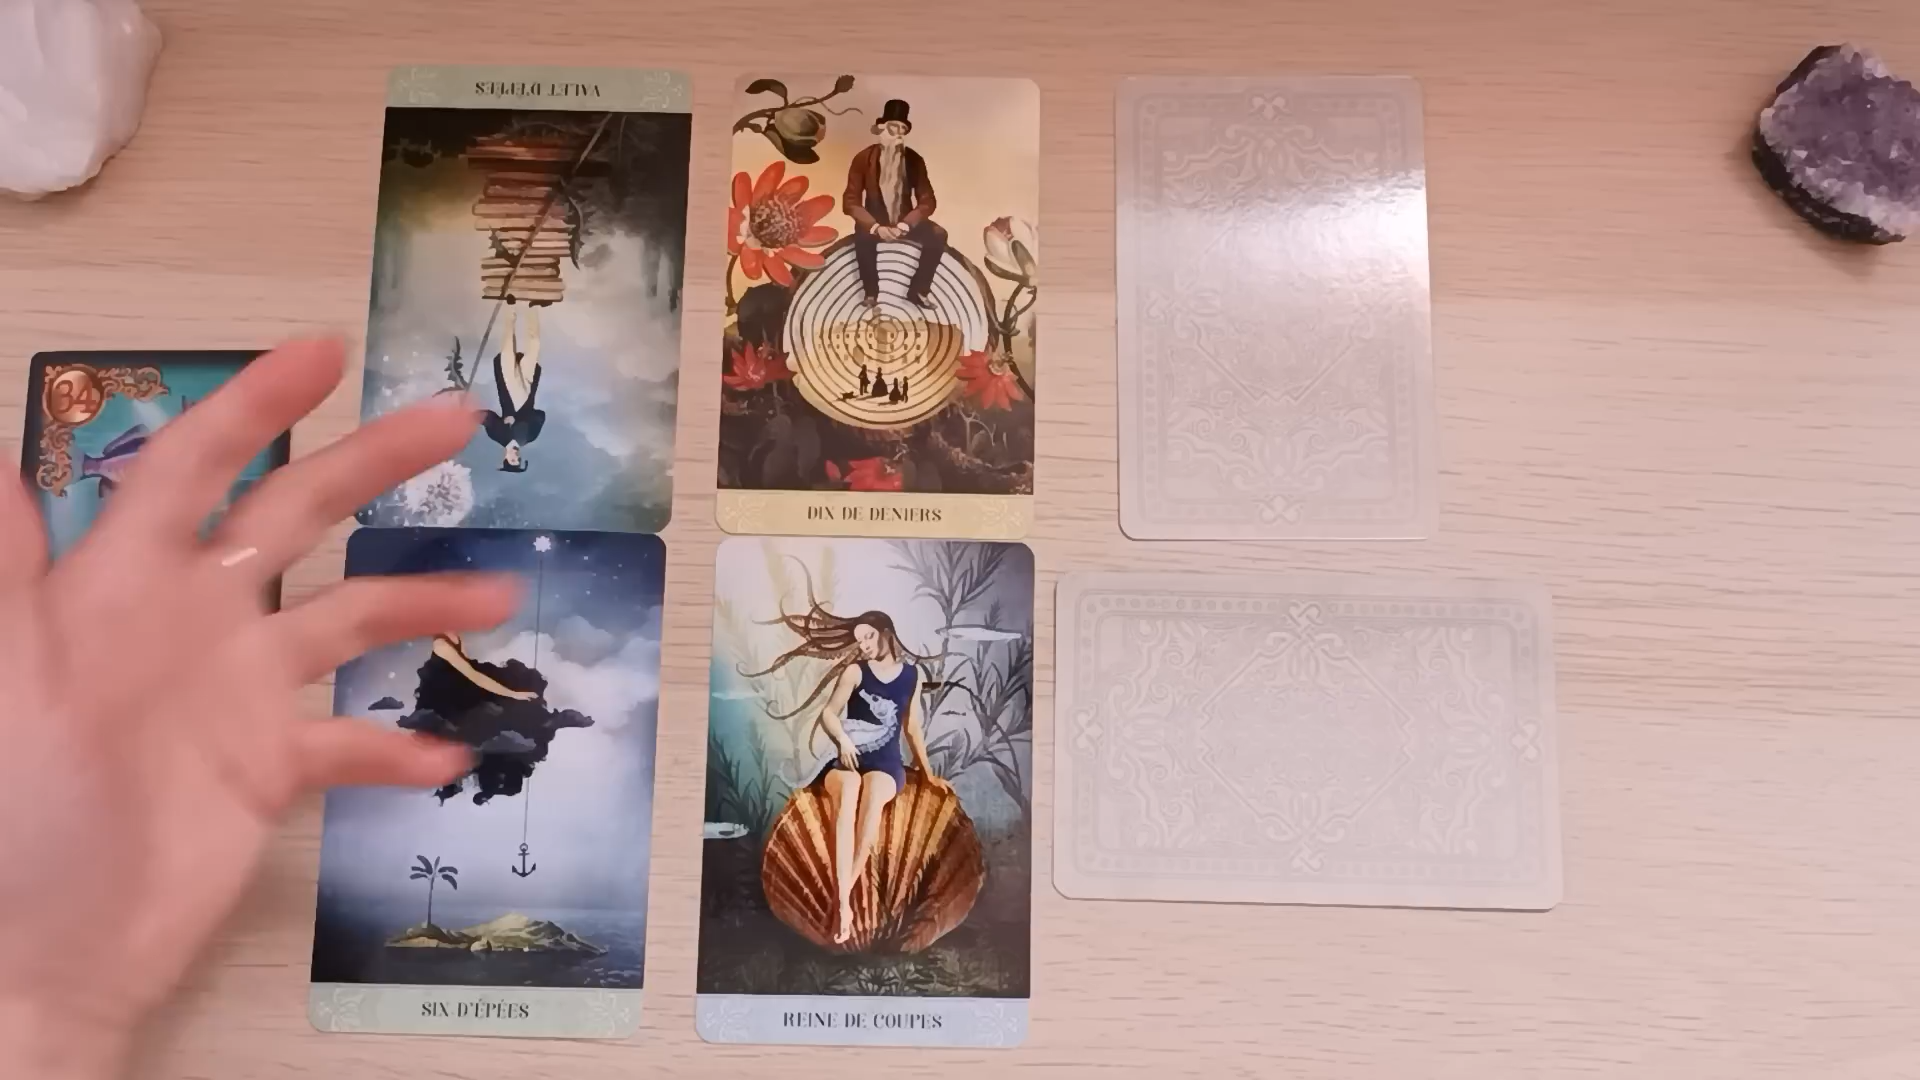 VALET D'ÉPÉES
34
DIX DE DENIERS
SIX D'ÉPÉES
REINE DE COUPES